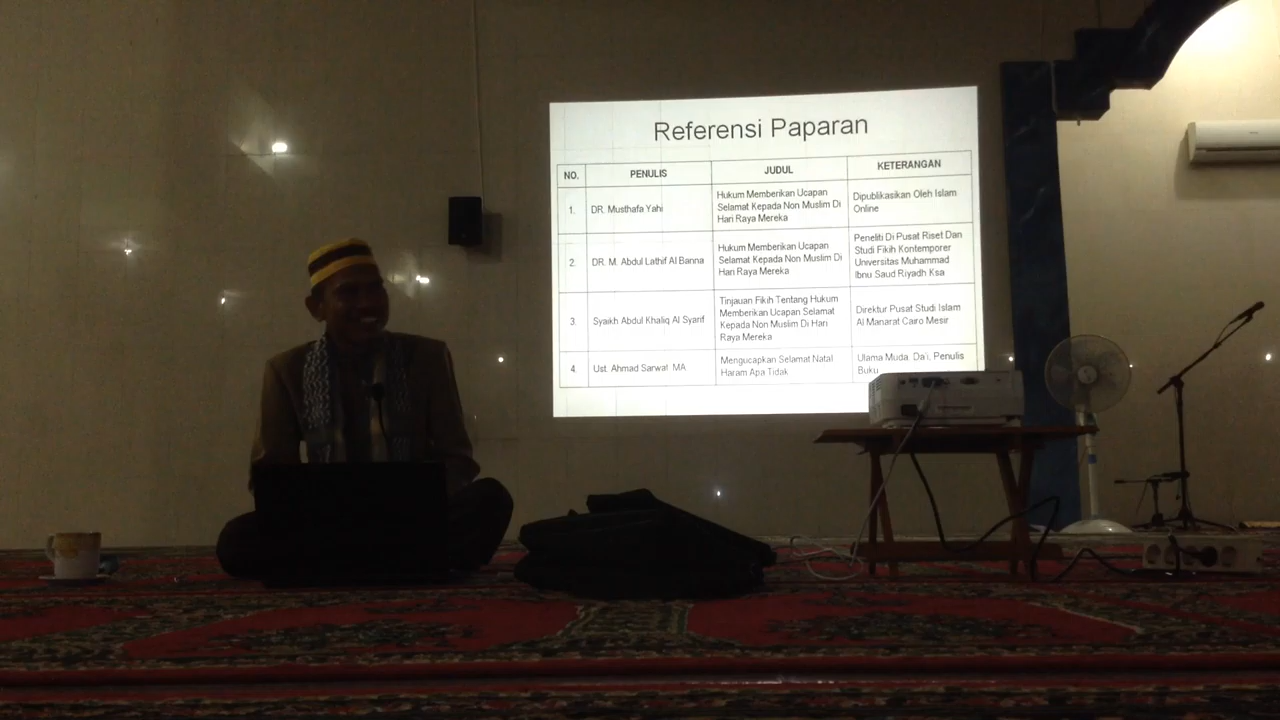 Referensi Paparan
NO. PENULIS JUDUL KETERANGAN
1. DR. Musthafa Yahi
Hukum Memberikan Ucapan
Selamat Kepada Non Muslim Di
Hari Raya Mereka
Dipublikasikan Oleh Islam
Online
2. DR. M. Abdul Lathif Al Banna
Hukum Memberikan Ucapan
Selamat Kepada Non Muslim Di
Hari Raya Mereka
Peneliti Di Pusat Riset Dan
Studi Fikih Kontemporer
Universitas Muhammad
Ibnu Saud Riyadh Ksa
3. Syaikh Abdul Khaliq Al Syarif
Tinjauan Fikih Tentang Hukum
Memberikan Ucapan Selamat
Kepada Non Muslim Di Hari
Raya Mereka
Direktur Pusat Studi Islam
Al Manarat Cairo Mesir
4. Ust. Ahmad Sarwat MA
Mengucapkan Selamat Natal
Haram Apa Tidak
Ulama Muda, Da'i, Penulis
Buku